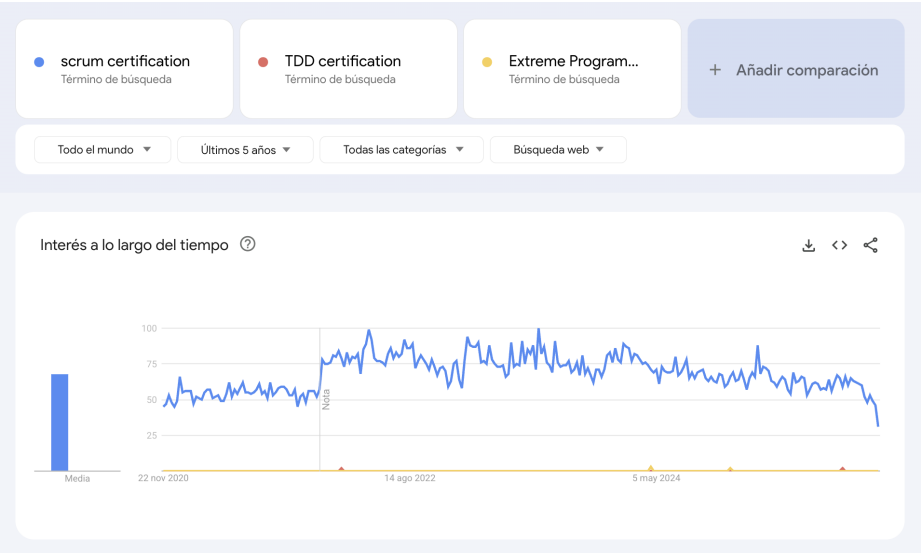 scrum certification
Término de búsqueda
TDD certification
Término de búsqueda
Extreme Program...
Término de búsqueda
+ Añadir comparación
Todo el mundo
Últimos 5 años
Todas las categorías
Búsqueda web
Interés a lo largo del tiempo
100
75
50
25
Nota
Media
22 nov 2020
14 ago 2022
5 may 2024